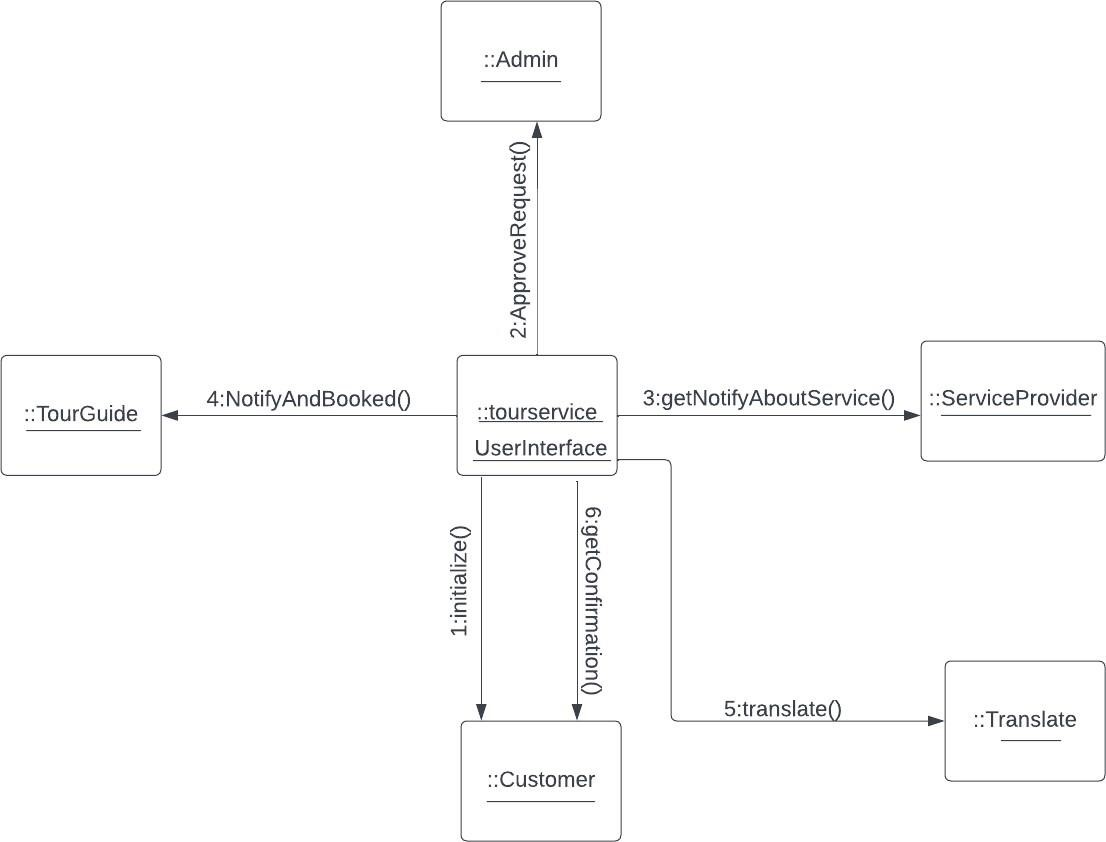 ::Admin
2:ApproveRequest()
::TourGuide
4:NotifyAndBooked()
::tourservice
UserInterface
3:getNotifyAboutService()
::ServiceProvider
1:initialize()
6:getConfirmation()
5:translate()
::Translate
::Customer